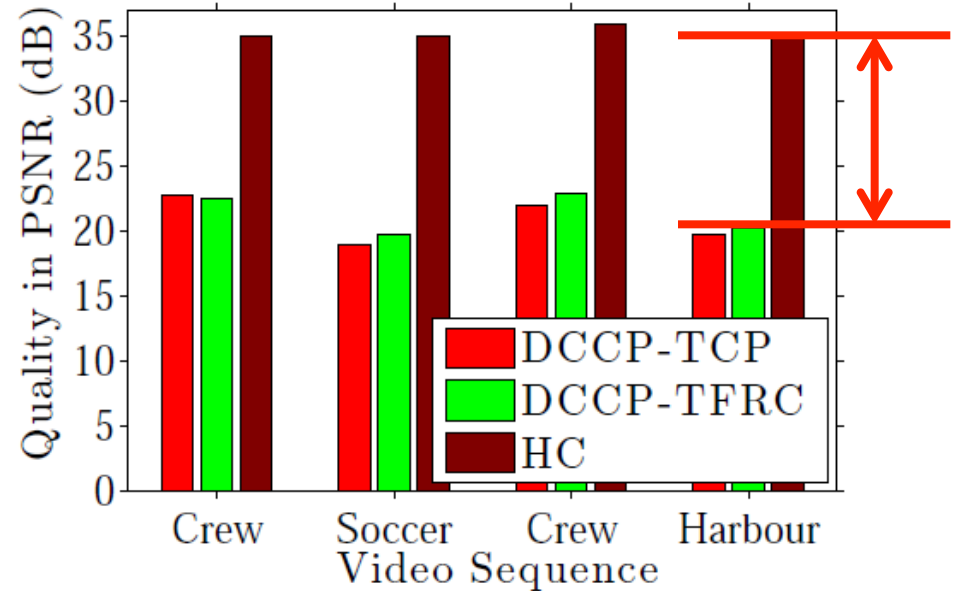 Quality in PSNR (dB)
35
30
25
20
15
10
5
0
DCCP-TCP
DCCP-TFRC
HC
Crew Soccer Crew Harbour
Video Sequence